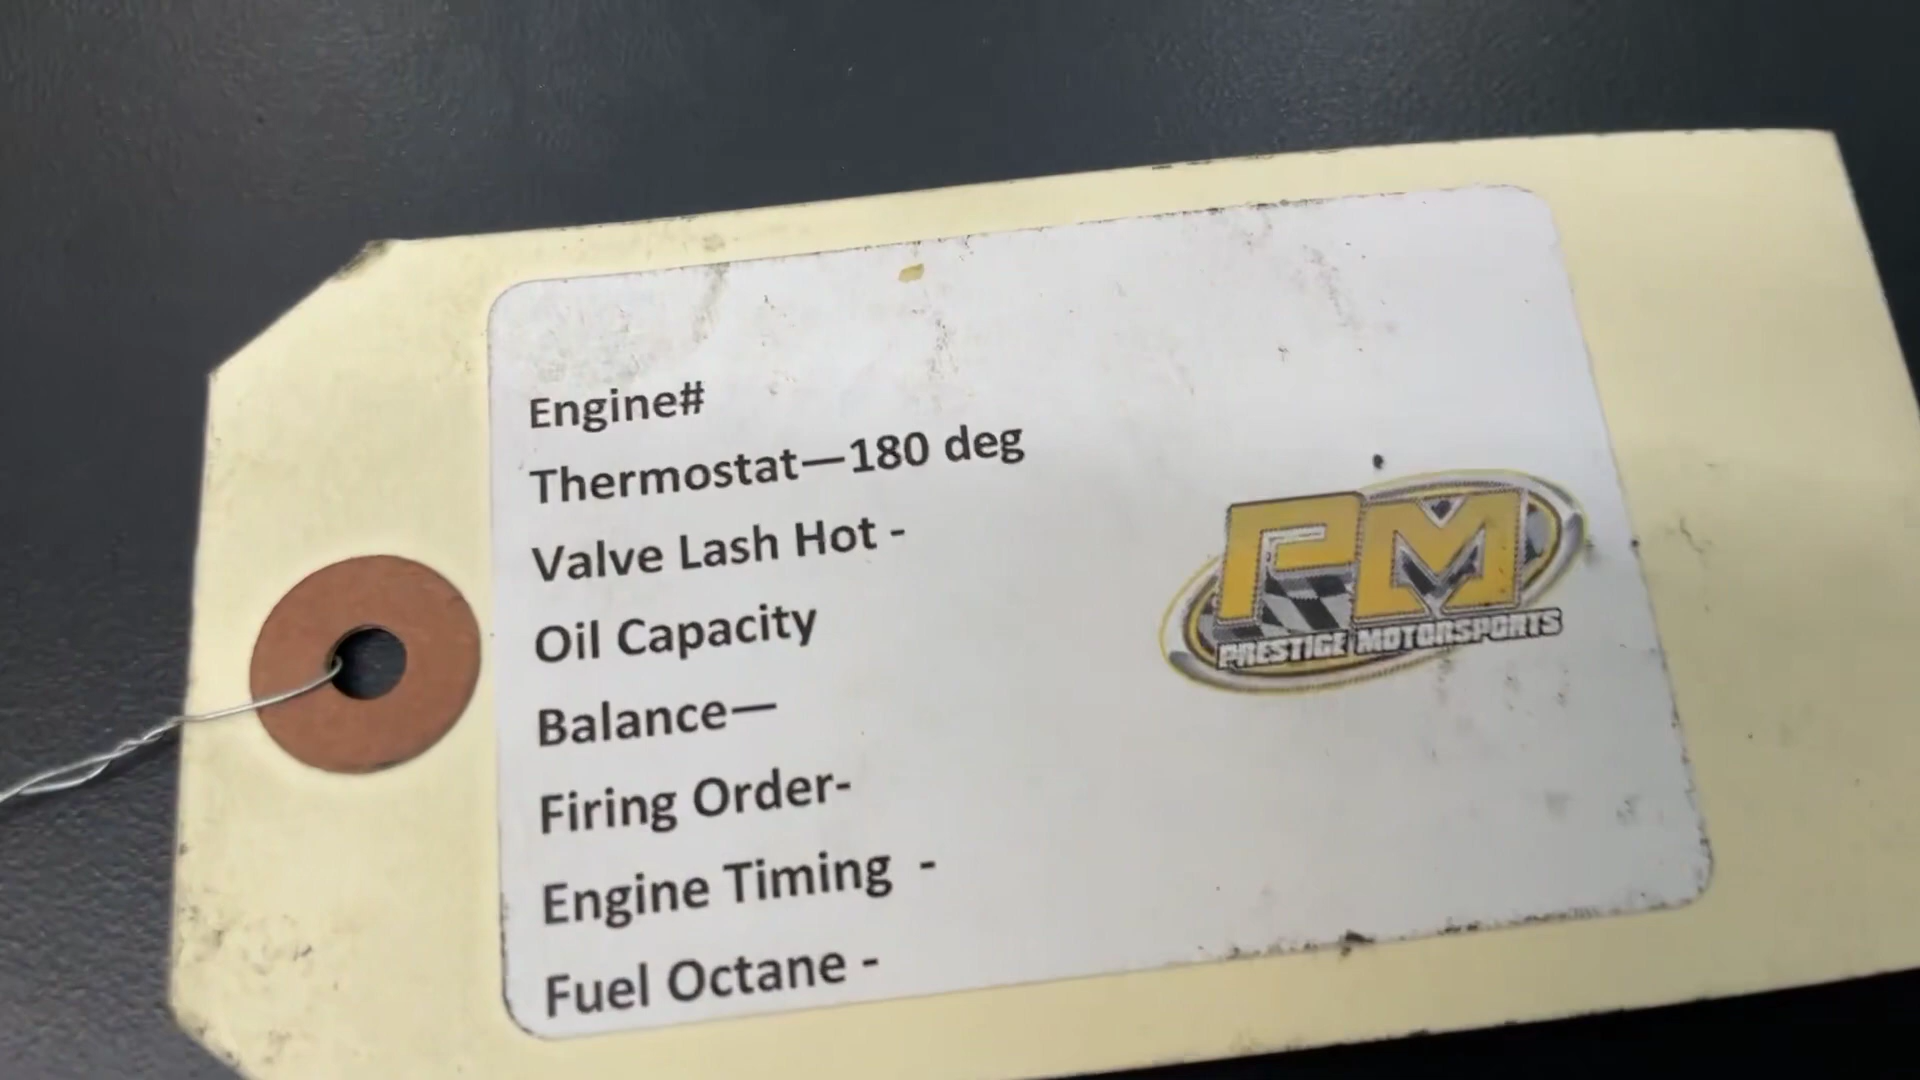 Engine#
Thermostat—180 deg
Valve Lash Hot -
Oil Capacity
Balance—
Firing Order-
Engine Timing -
Fuel Octane -
PM
PRESTIGE MOTORSPORTS